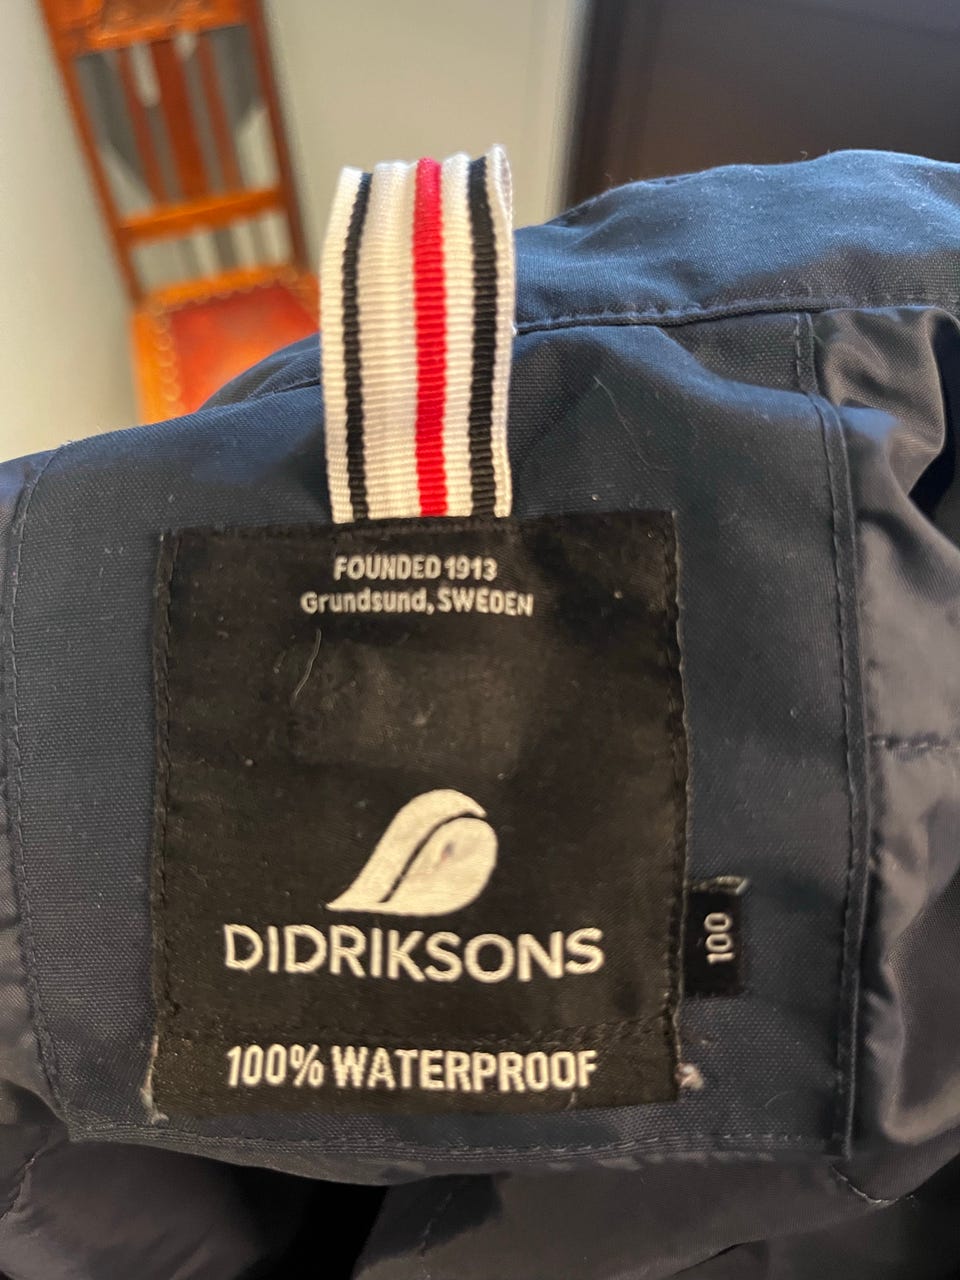 FOUNDED 1913
Grundsund, SWEDEN
DIDRIKSONS
100
100% WATERPROOF